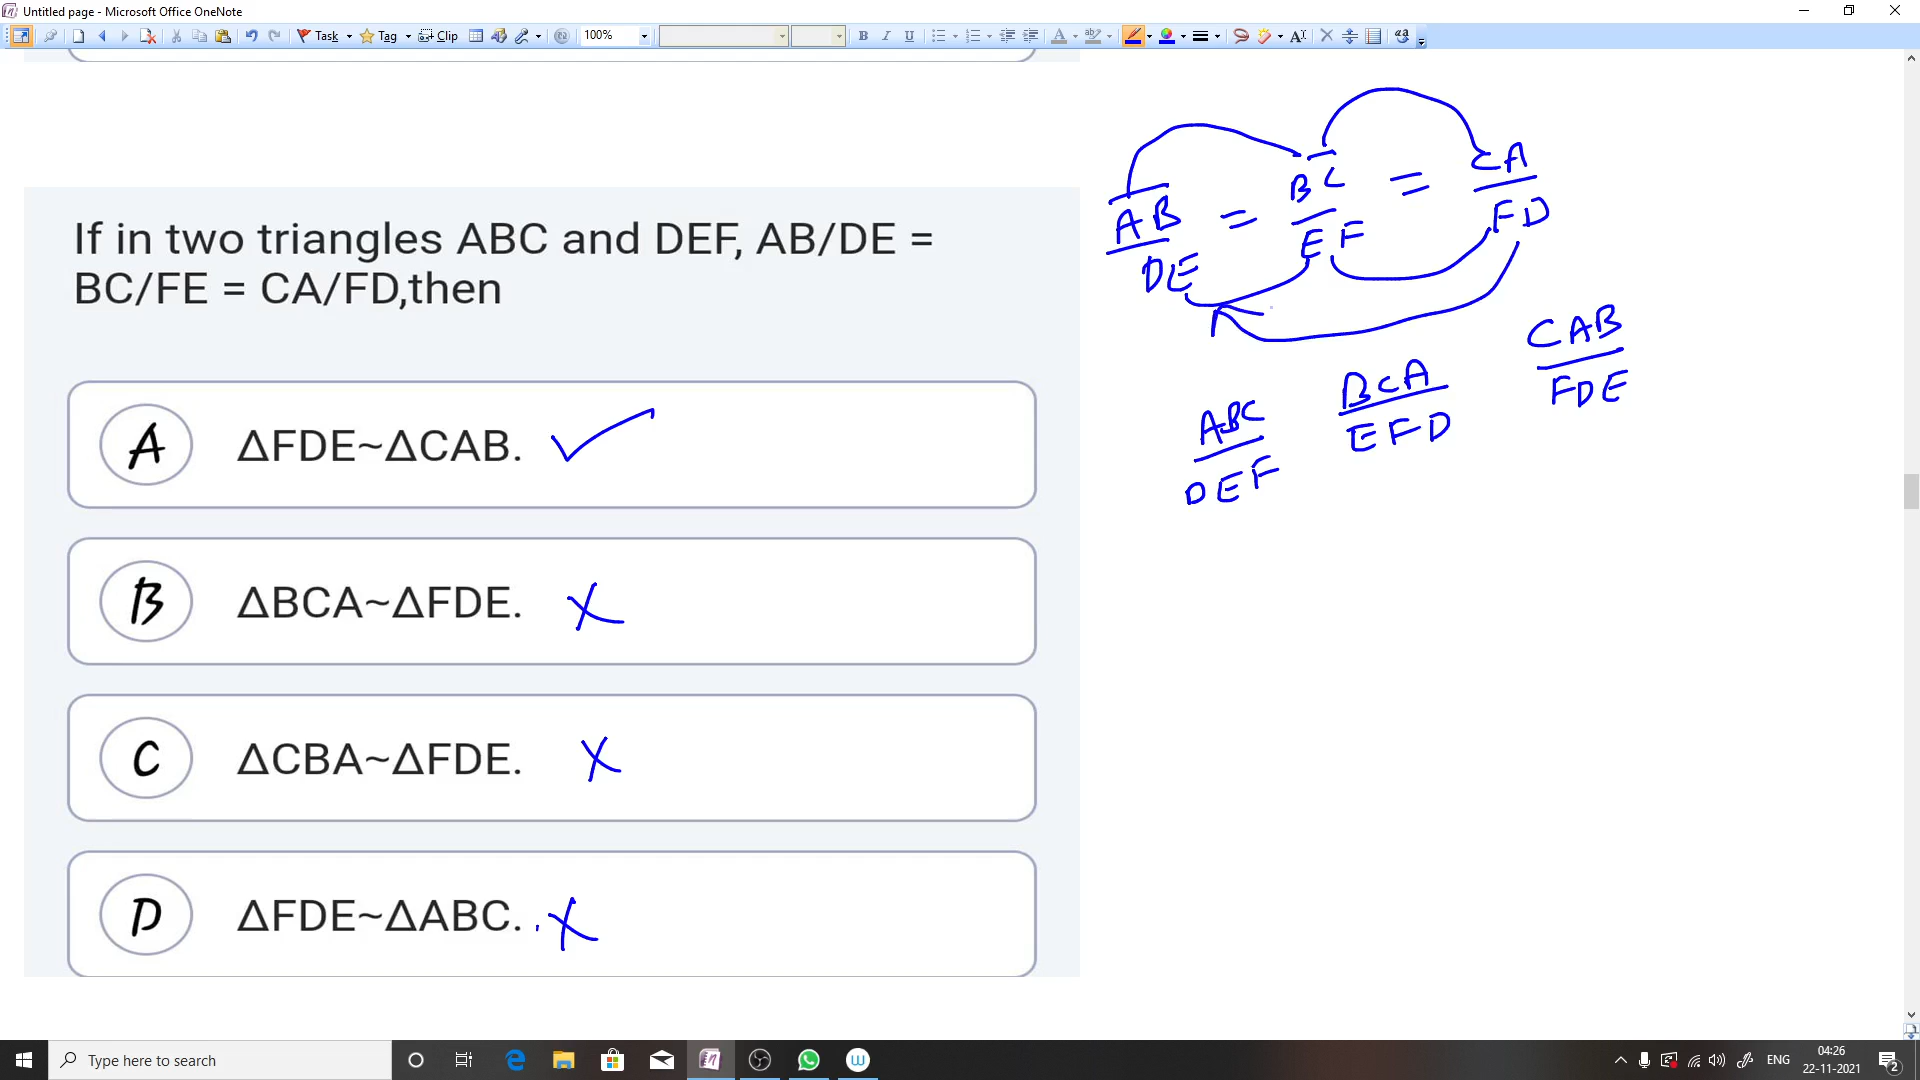 Untitled page - Microsoft Office OneNote
Task Tag Clip 100% B I U
If in two triangles ABC and DEF, AB/DE =
BC/FE = CA/FD,then
A ΔFDE~ΔCAB.
B ΔBCA~ΔFDE.
C ΔCBA~ΔFDE.
D ΔFDE~ΔABC.
AB = BC = CA
DE EF FD
ABC BCA CAB
DEF EFD FDE
Type here to search
ENG 04:26
22-11-2021
2